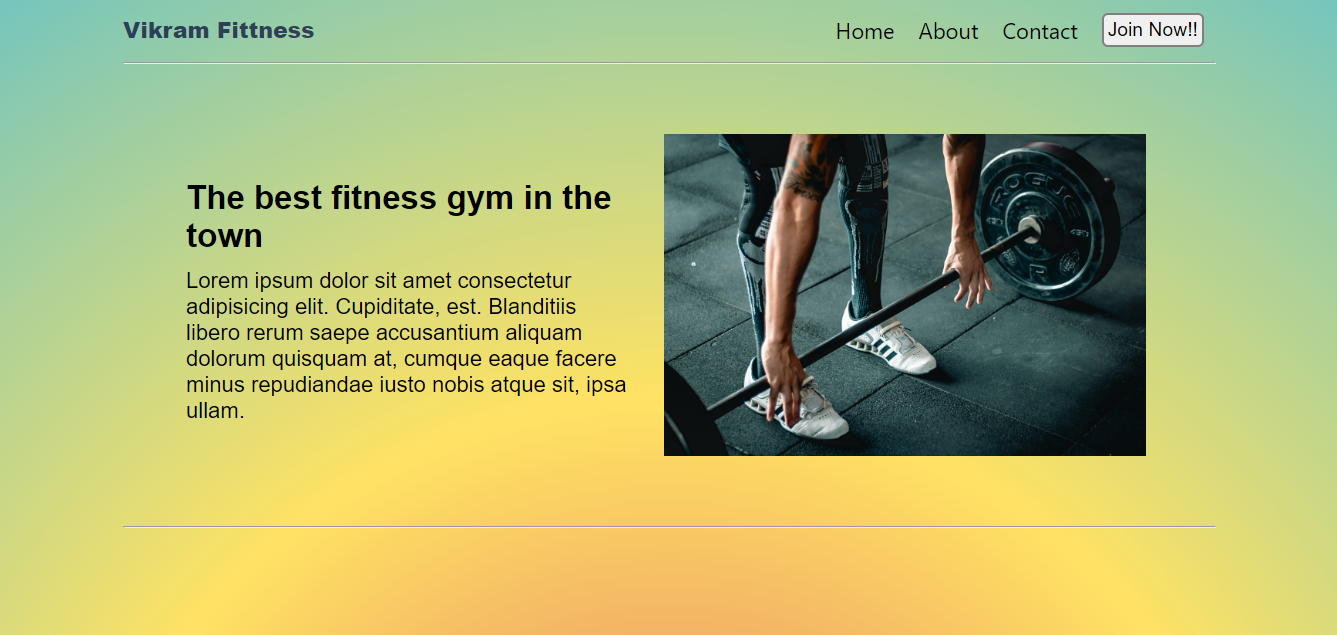 Vikram Fittness
Home About Contact Join Now!!
The best fitness gym in the
town
Lorem ipsum dolor sit amet consectetur
adipisicing elit. Cupiditate, est. Blanditiis
libero rerum saepe accusantium aliquam
dolorum quisquam at, cumque eaque facere
minus repudiandae iusto nobis atque sit, ipsa
ullam.
ROGUE